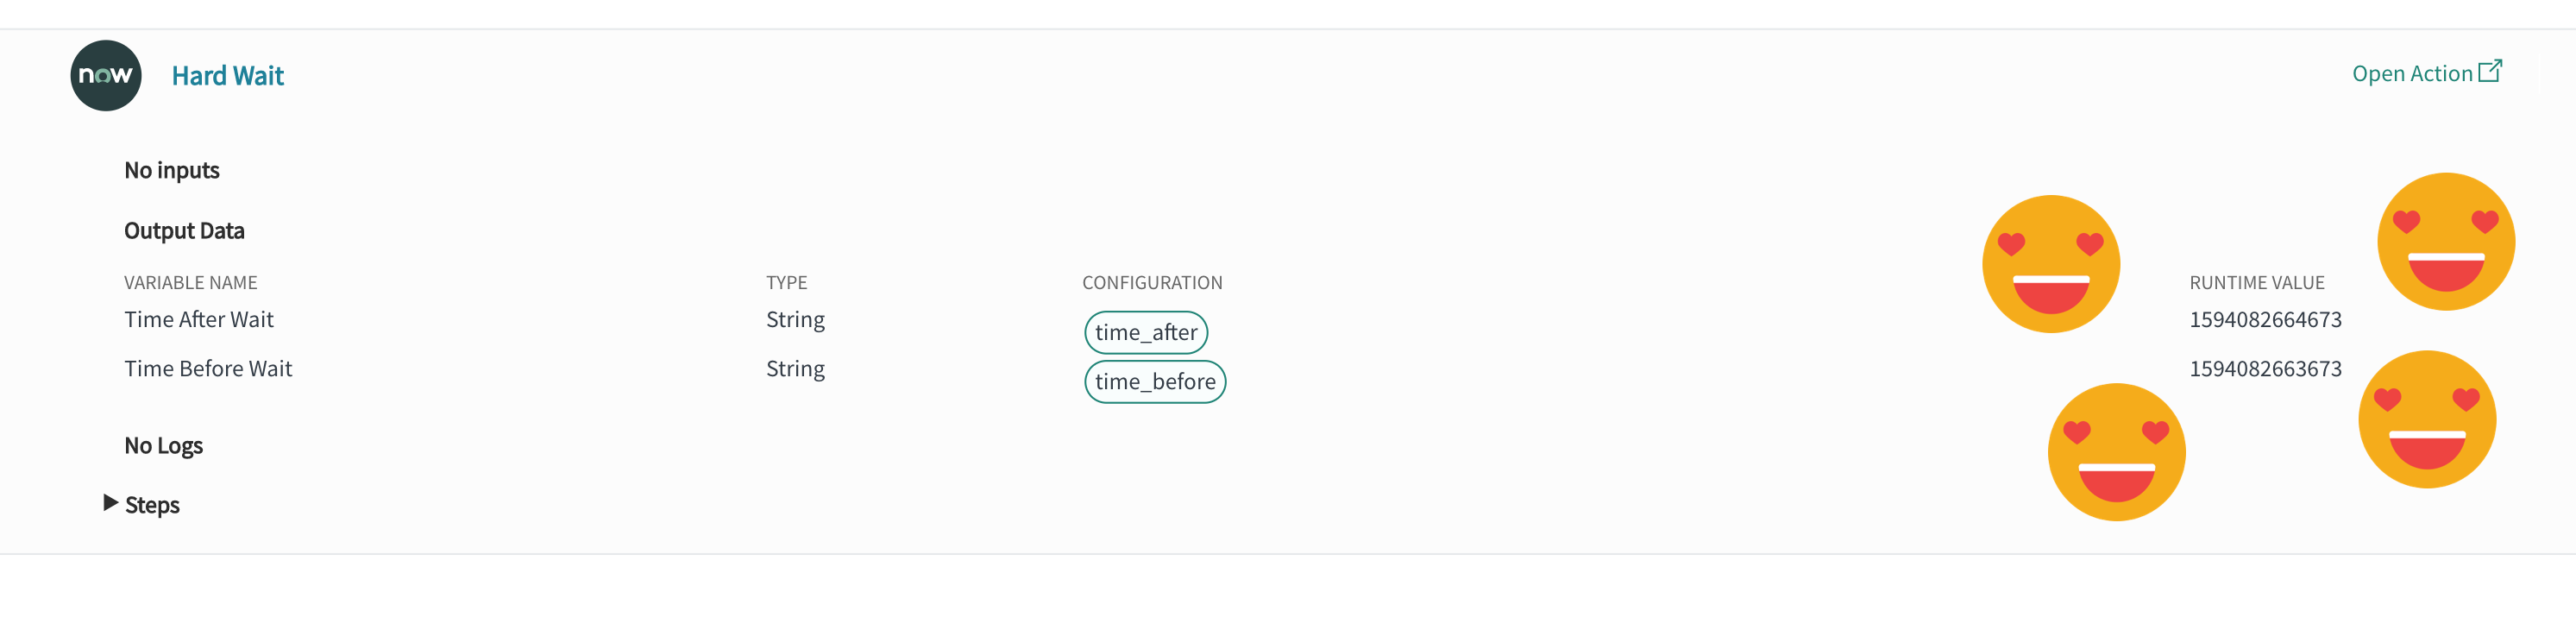 now Hard Wait Open Action
No inputs
Output Data
VARIABLE NAME TYPE CONFIGURATION RUNTIME VALUE
Time After Wait String time_after 1594082664673
Time Before Wait String time_before 1594082663673
No Logs
Steps